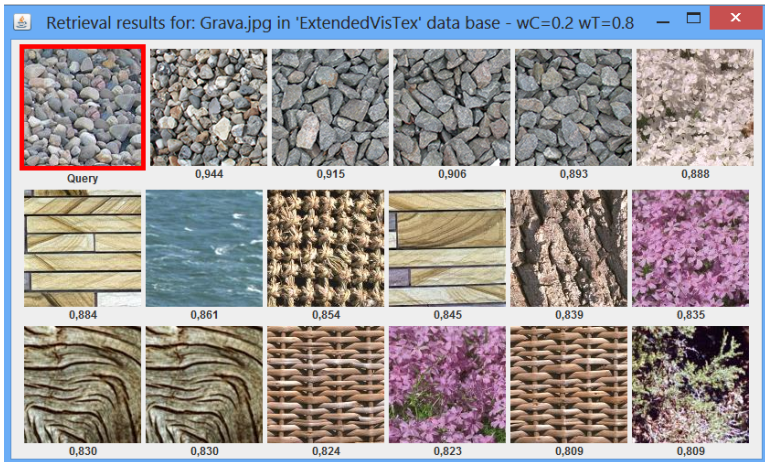 Retrieval results for: Grava.jpg in 'ExtendedVisTex' data base - wC=0.2 wT=0.8
Query 0,944 0,915 0,906 0,893 0,888
0,884 0,861 0,854 0,845 0,839 0,835
0,830 0,830 0,824 0,823 0,809 0,809